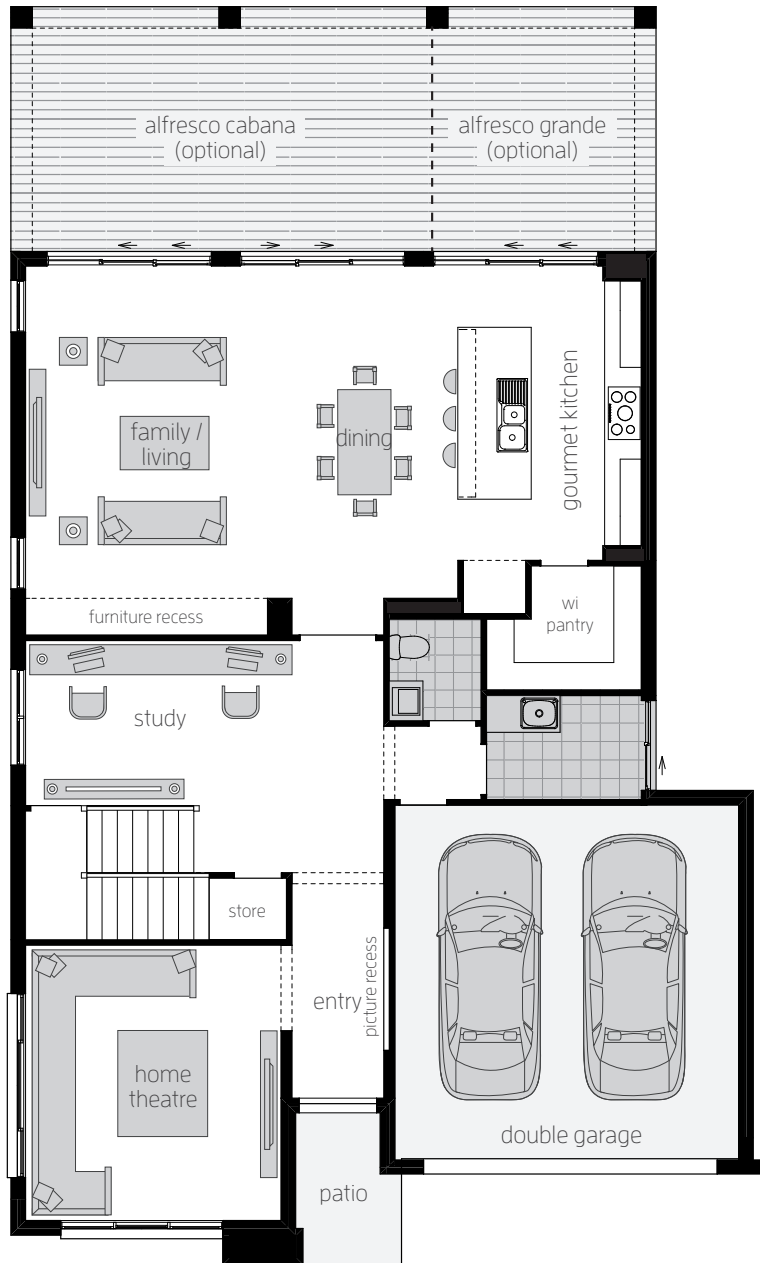 alfresco cabana
(optional)
alfresco grande
(optional)
family /
living
dining
gourmet kitchen
furniture recess
wi
pantry
study
store
entry
picture recess
home
theatre
double garage
patio